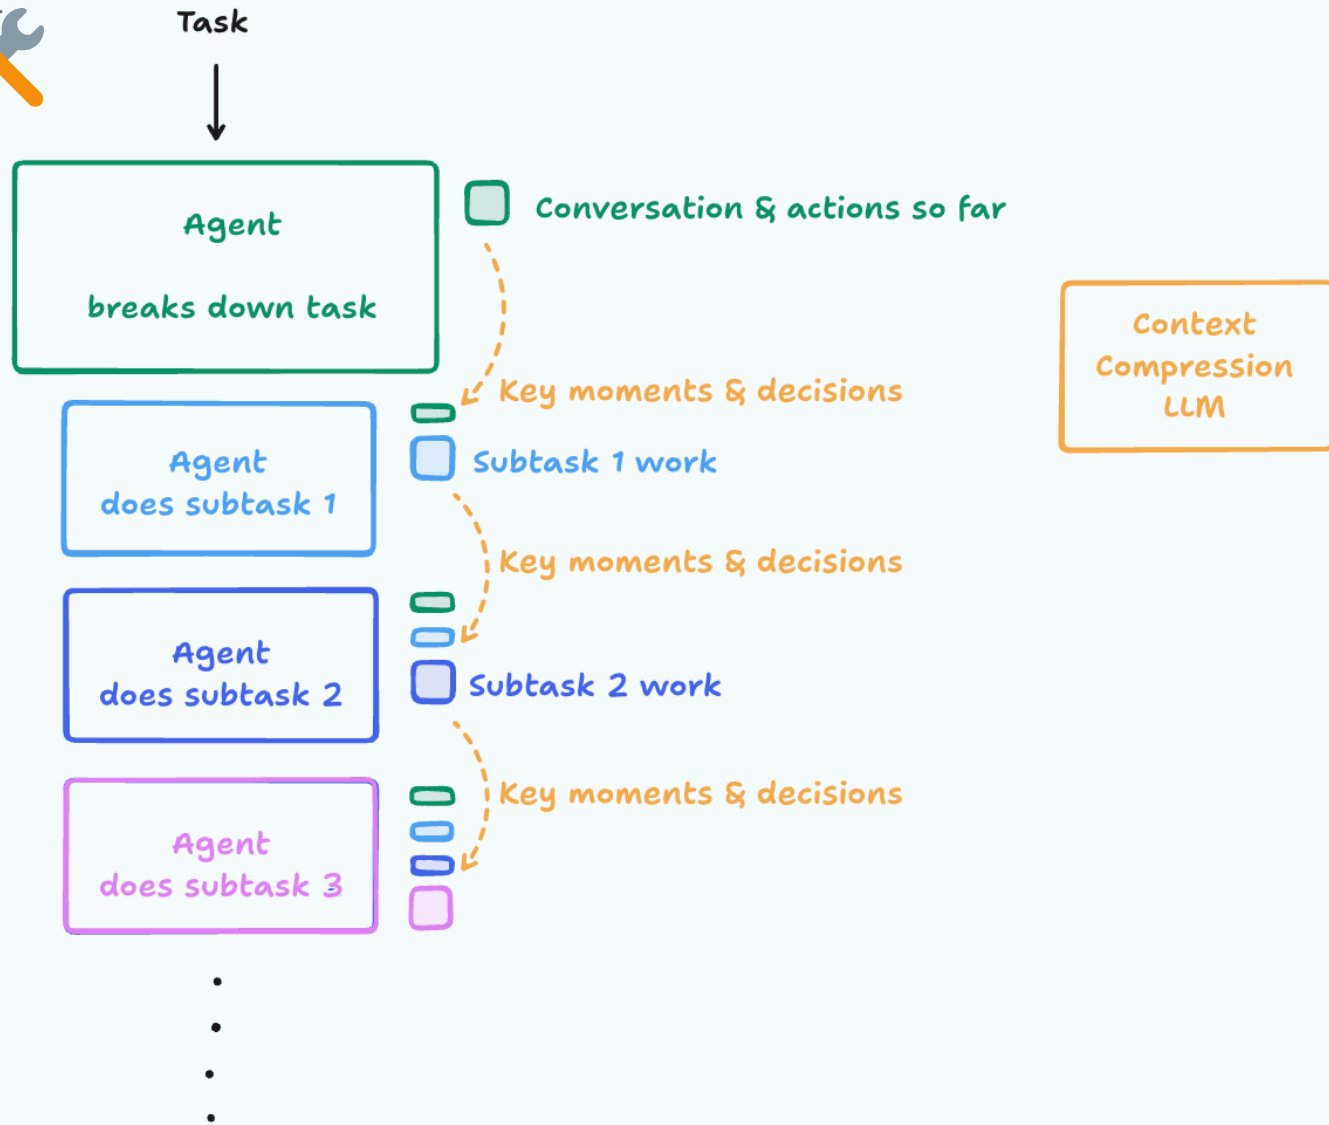 Task
Agent
breaks down task
Conversation & actions so far
Key moments & decisions
Context
Compression
LLM
Agent
does subtask 1
Subtask 1 work
Key moments & decisions
Agent
does subtask 2
Subtask 2 work
Key moments & decisions
Agent
does subtask 3